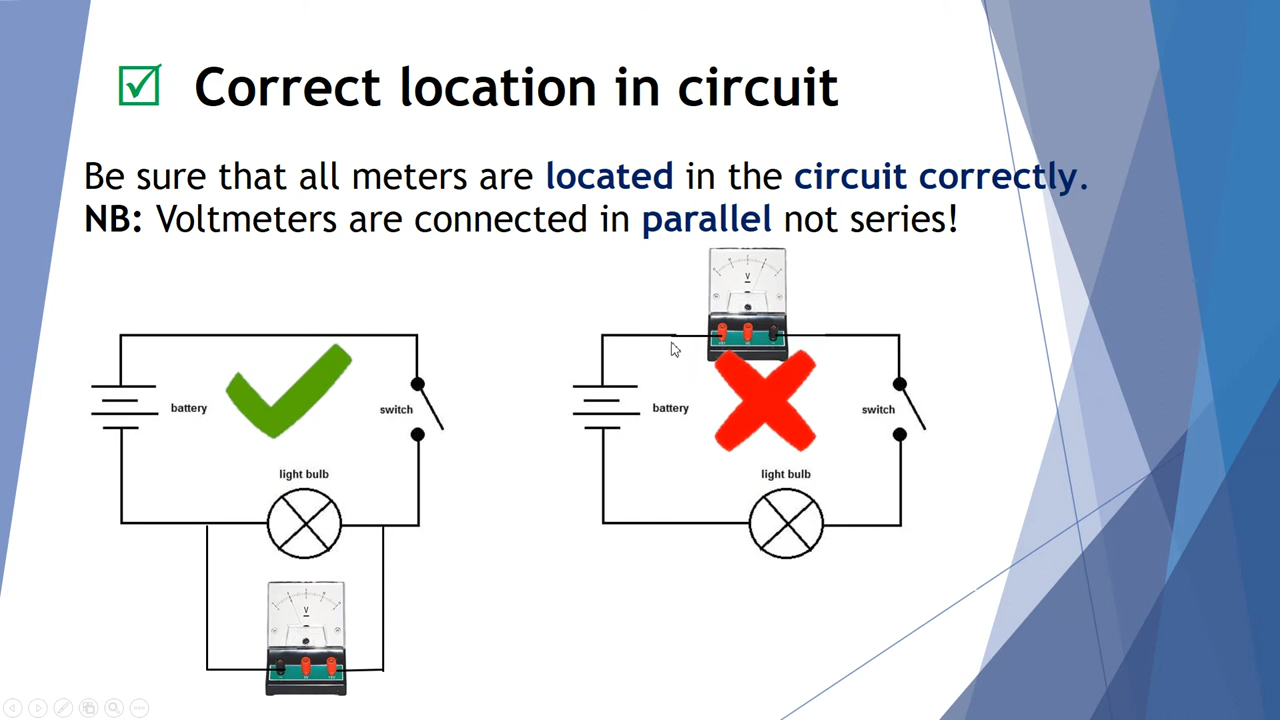 Correct location in circuit
Be sure that all meters are located in the circuit correctly.
NB: Voltmeters are connected in parallel not series!
V
battery
switch
battery
switch
light bulb
light bulb
V